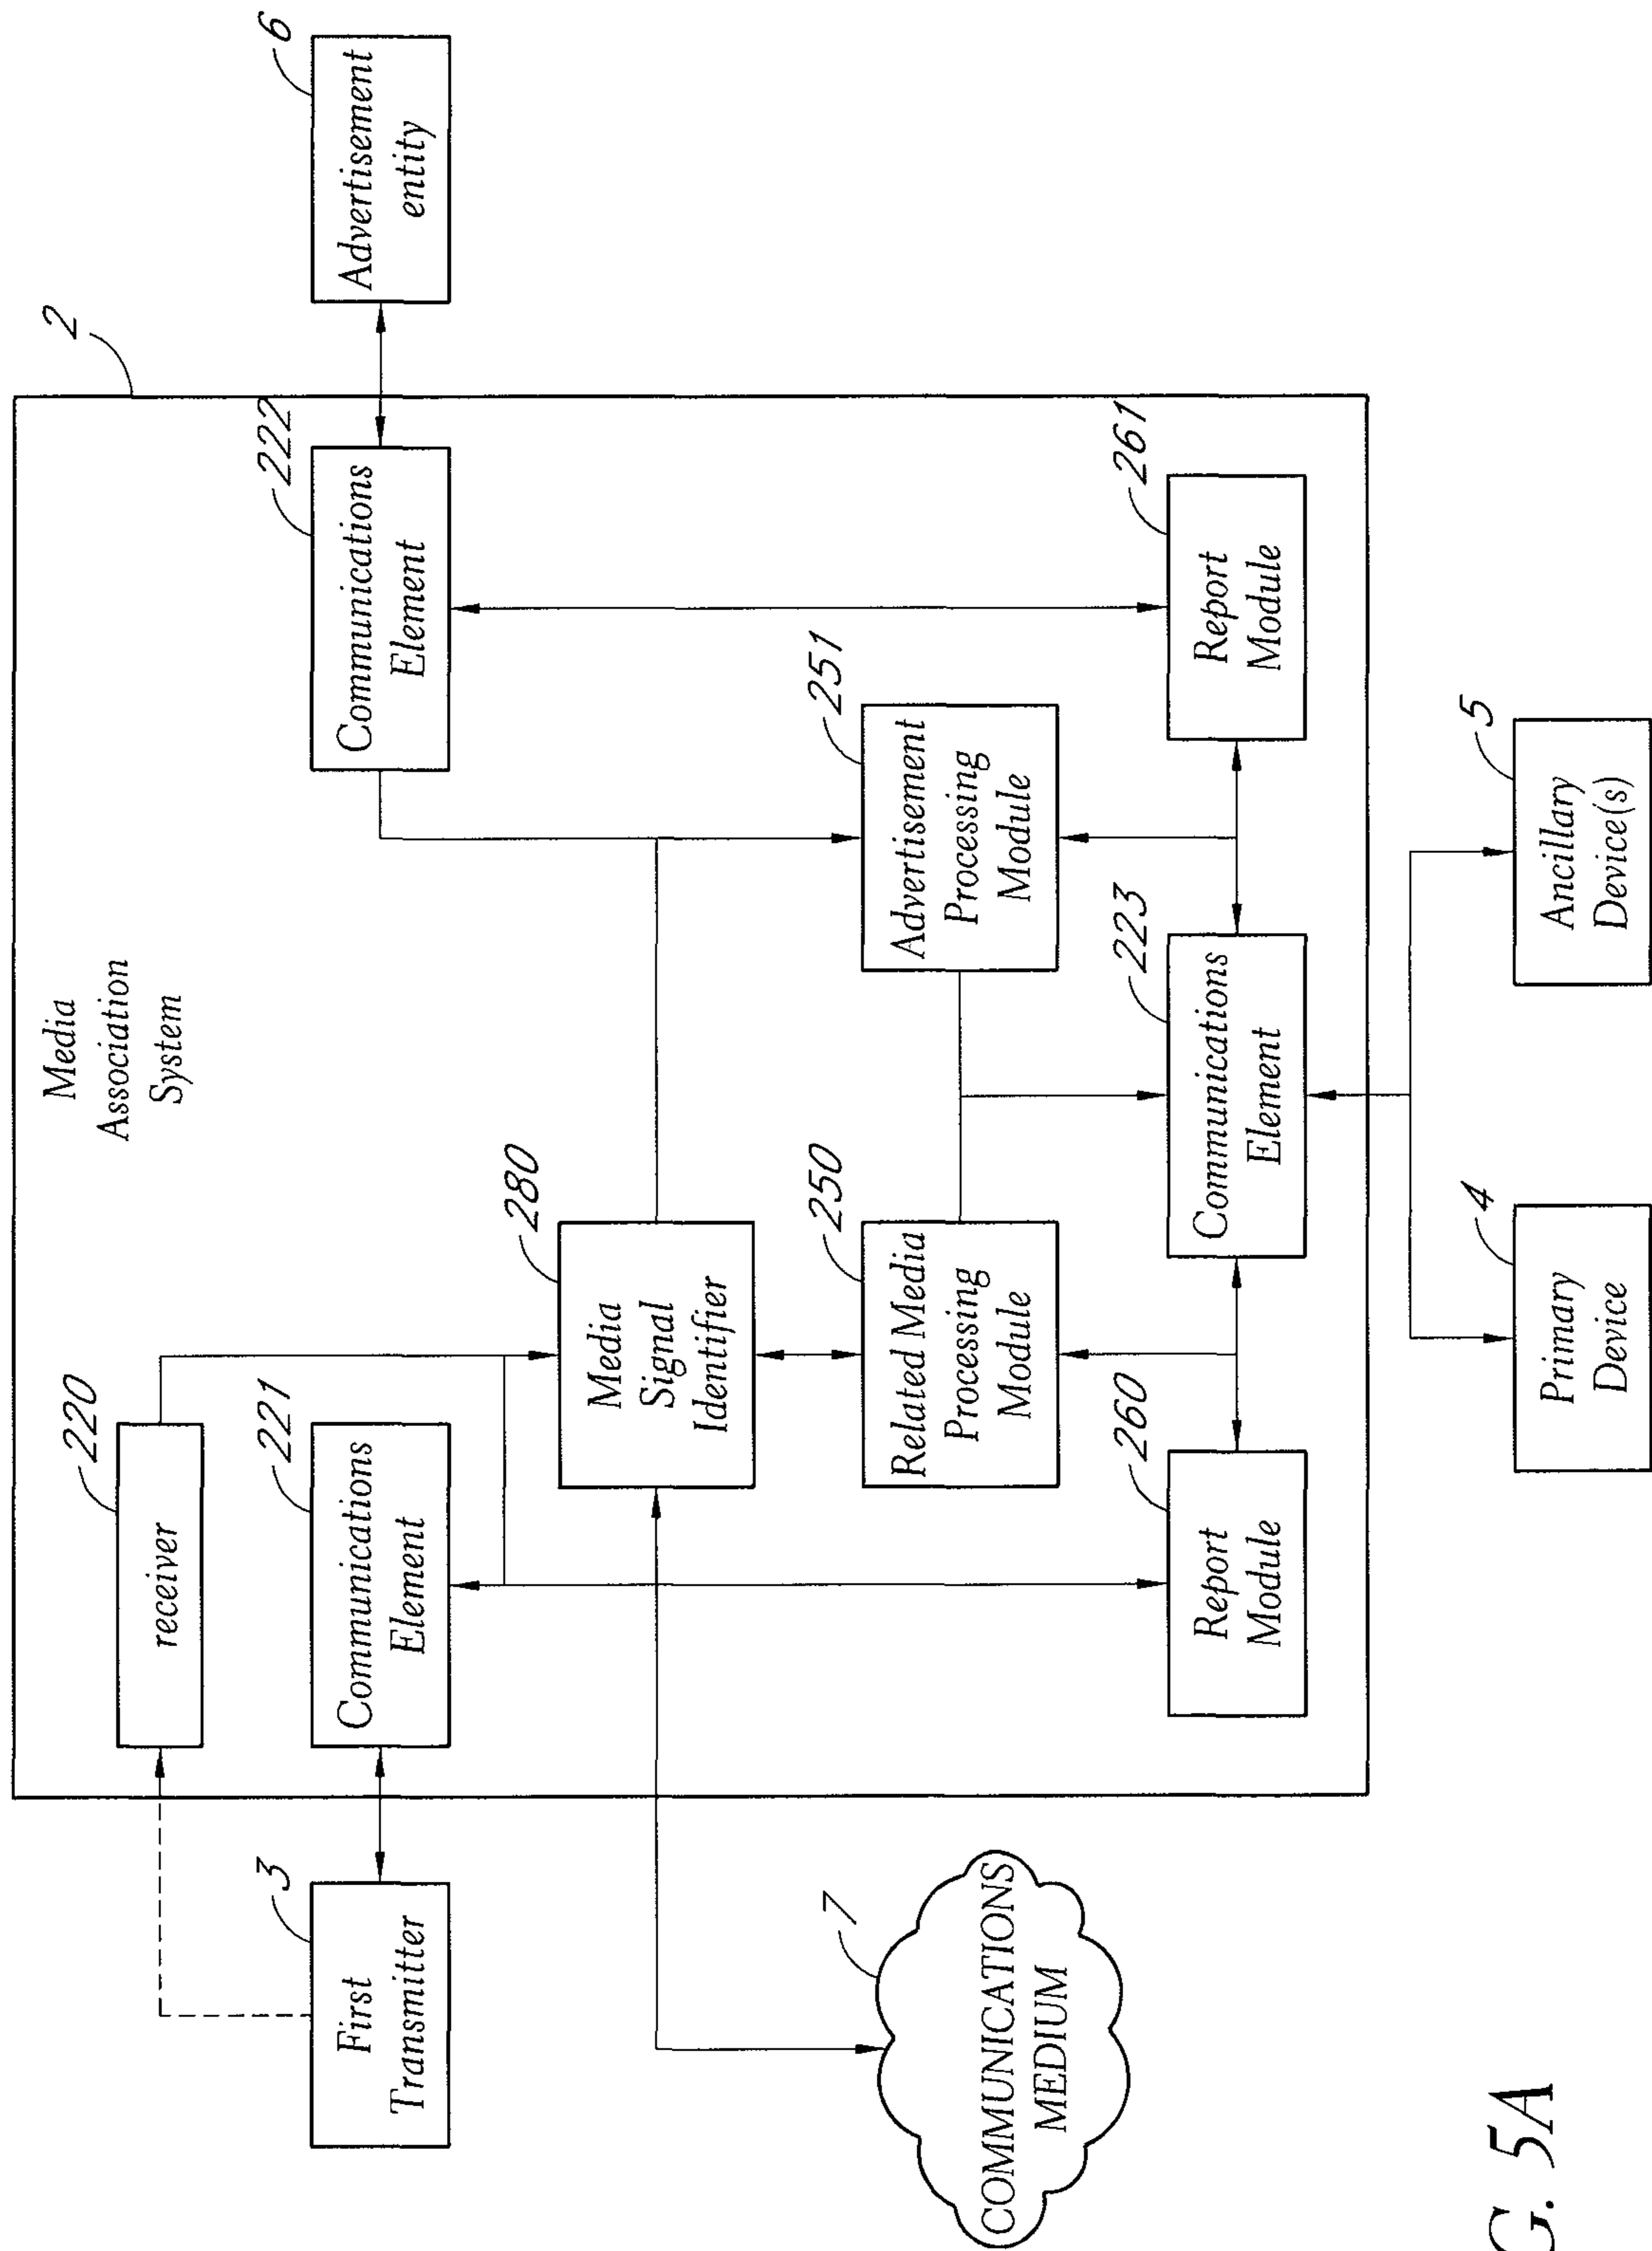 Media
Association
System
2
220
receiver
3
First
Transmitter
221
Communications
Element
222
Communications
Element
6
Advertisement
entity
280
Media
Signal
Identifier
7
COMMUNICATIONS
MEDIUM
250
Related Media
Processing
Module
251
Advertisement
Processing
Module
260
Report
Module
223
Communications
Element
261
Report
Module
4
Primary
Device
5
Ancillary
Device(s)
G. 5A